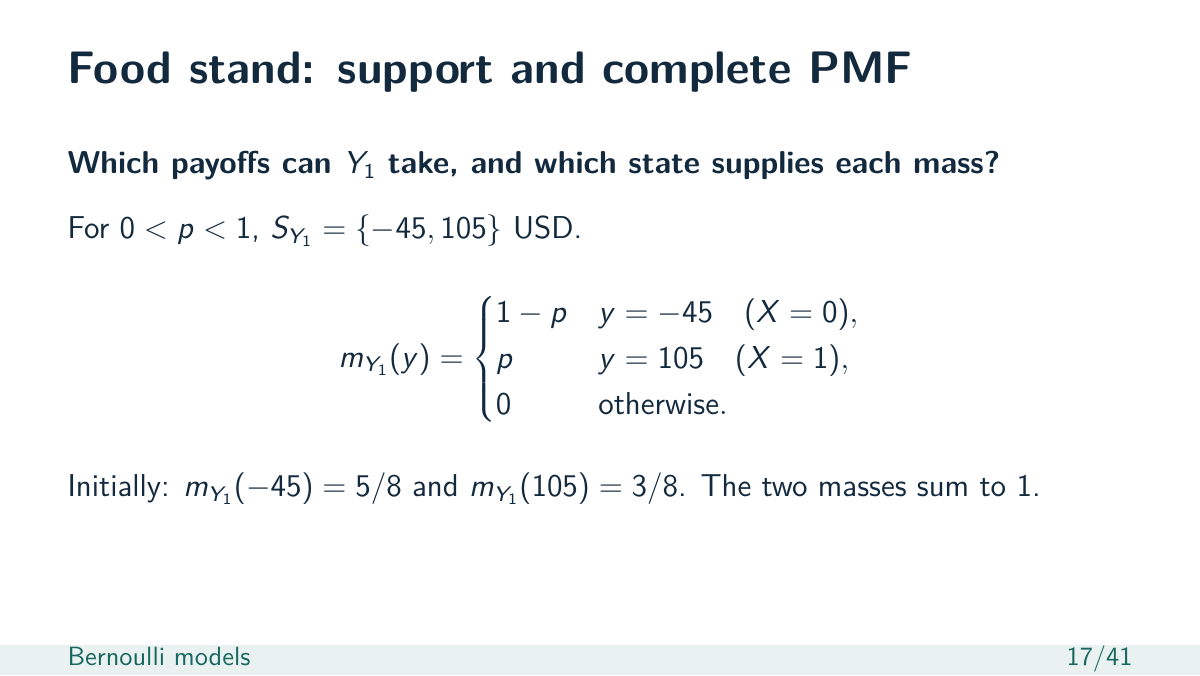 Food stand: support and complete PMF
Which payoffs can Y₁ take, and which state supplies each mass?
For 0 < p < 1, S_{Y₁} = {−45, 105} USD.
m_{Y₁}(y) = {
1 − p y = −45 (X = 0),
p y = 105 (X = 1),
0 otherwise.
Initially: m_{Y₁}(−45) = 5/8 and m_{Y₁}(105) = 3/8. The two masses sum to 1.
Bernoulli models 17/41